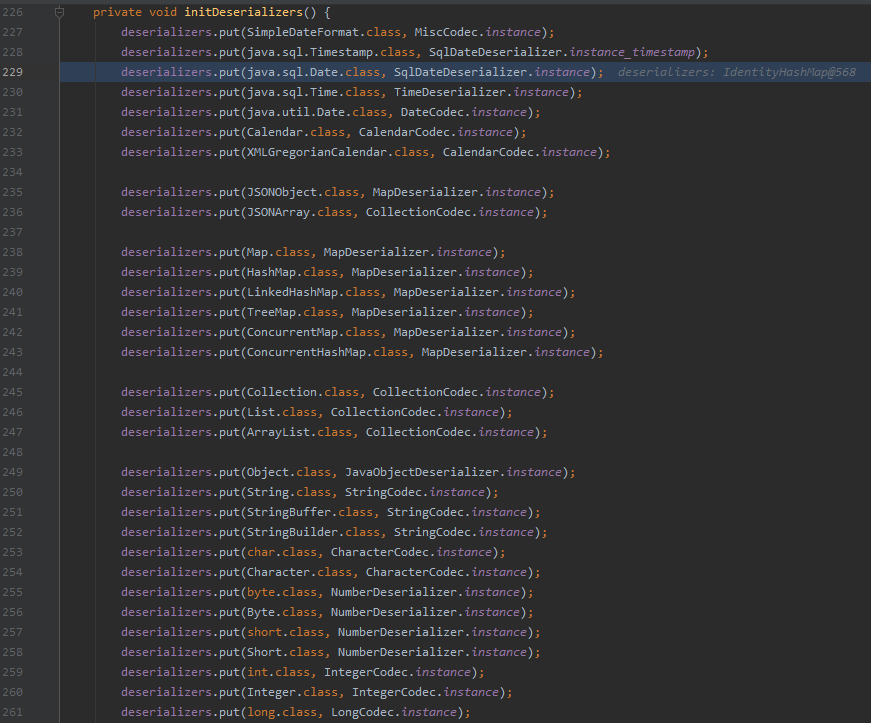 226 private void initDeserializers() {
227 deserializers.put(SimpleDateFormat.class, MiscCodec.instance);
228 deserializers.put(java.sql.Timestamp.class, SqlDateDeserializer.instance_timestamp);
229 deserializers.put(java.sql.Date.class, SqlDateDeserializer.instance); deserializers: IdentityHashMap@568
230 deserializers.put(java.sql.Time.class, TimeDeserializer.instance);
231 deserializers.put(java.util.Date.class, DateCodec.instance);
232 deserializers.put(Calendar.class, CalendarCodec.instance);
233 deserializers.put(XMLGregorianCalendar.class, CalendarCodec.instance);
234
235 deserializers.put(JSONObject.class, MapDeserializer.instance);
236 deserializers.put(JSONArray.class, CollectionCodec.instance);
237
238 deserializers.put(Map.class, MapDeserializer.instance);
239 deserializers.put(HashMap.class, MapDeserializer.instance);
240 deserializers.put(LinkedHashMap.class, MapDeserializer.instance);
241 deserializers.put(TreeMap.class, MapDeserializer.instance);
242 deserializers.put(ConcurrentMap.class, MapDeserializer.instance);
243 deserializers.put(ConcurrentHashMap.class, MapDeserializer.instance);
244
245 deserializers.put(Collection.class, CollectionCodec.instance);
246 deserializers.put(List.class, CollectionCodec.instance);
247 deserializers.put(ArrayList.class, CollectionCodec.instance);
248
249 deserializers.put(Object.class, JavaObjectDeserializer.instance);
250 deserializers.put(String.class, StringCodec.instance);
251 deserializers.put(StringBuffer.class, StringCodec.instance);
252 deserializers.put(StringBuilder.class, StringCodec.instance);
253 deserializers.put(char.class, CharacterCodec.instance);
254 deserializers.put(Character.class, CharacterCodec.instance);
255 deserializers.put(byte.class, NumberDeserializer.instance);
256 deserializers.put(Byte.class, NumberDeserializer.instance);
257 deserializers.put(short.class, NumberDeserializer.instance);
258 deserializers.put(Short.class, NumberDeserializer.instance);
259 deserializers.put(int.class, IntegerCodec.instance);
260 deserializers.put(Integer.class, IntegerCodec.instance);
261 deserializers.put(long.class, LongCodec.instance);